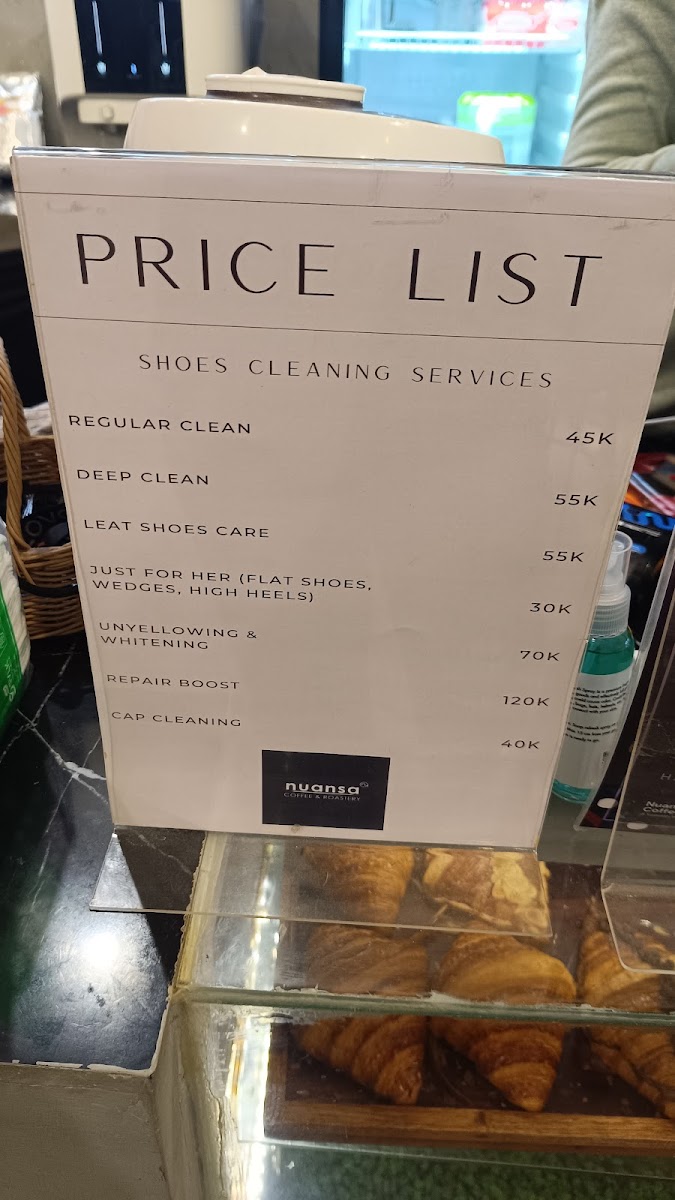 PRICE LIST
SHOES CLEANING SERVICES
REGULAR CLEAN 45K
DEEP CLEAN 55K
LEAT SHOES CARE 55K
JUST FOR HER (FLAT SHOES,
WEDGES, HIGH HEELS) 30K
UNYELLOWING &
WHITENING 70K
REPAIR BOOST 120K
CAP CLEANING 40K
nuansa
COFFEE & ROASTERY